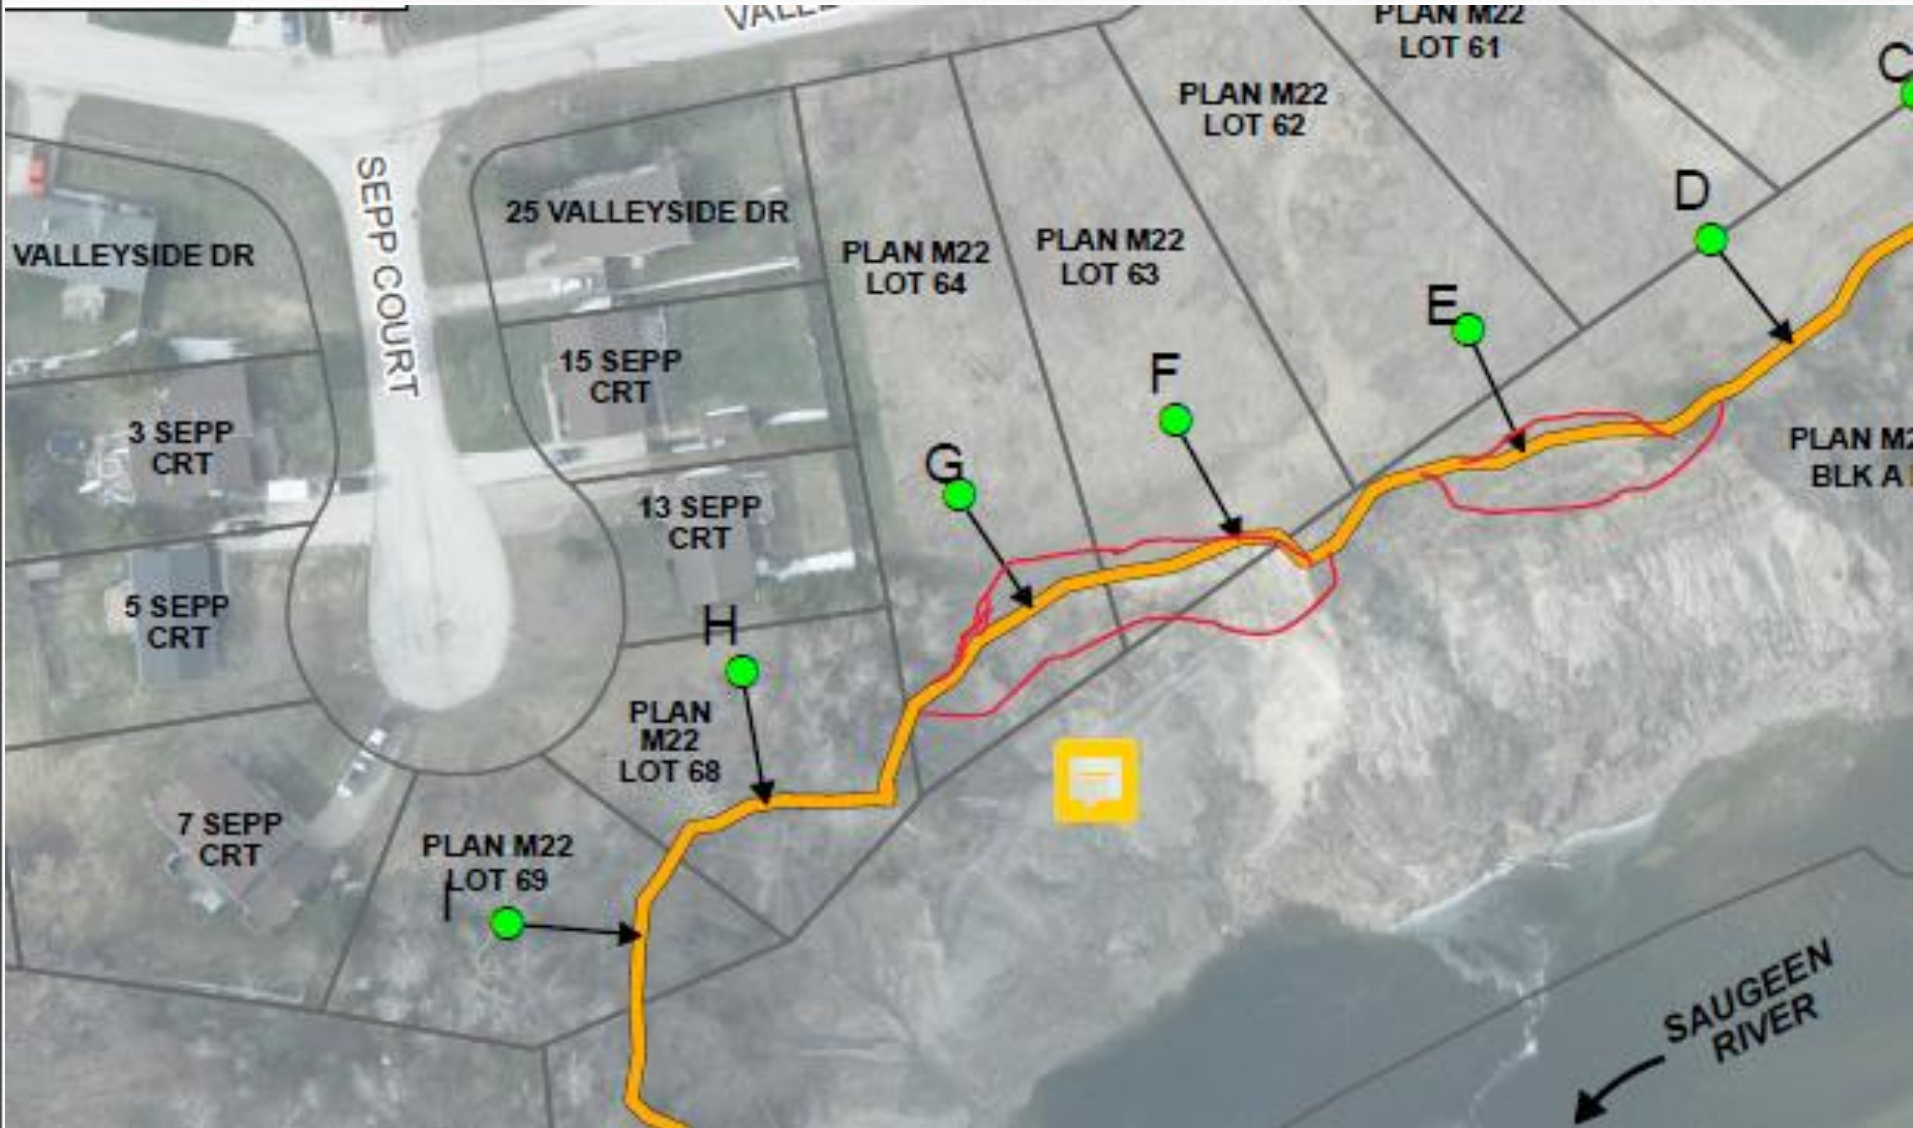 PLAN M22
LOT 61
C
PLAN M22
LOT 62
SEPP COURT
25 VALLEYSIDE DR
D
VALLEYSIDE DR
PLAN M22
LOT 64
PLAN M22
LOT 63
E
15 SEPP
CRT
F
3 SEPP
CRT
G
BLK A
13 SEPP
CRT
5 SEPP
CRT
H
PLAN
M22
LOT 68
7 SEPP
CRT
PLAN M22
LOT 69
I
SAUGEEN
RIVER